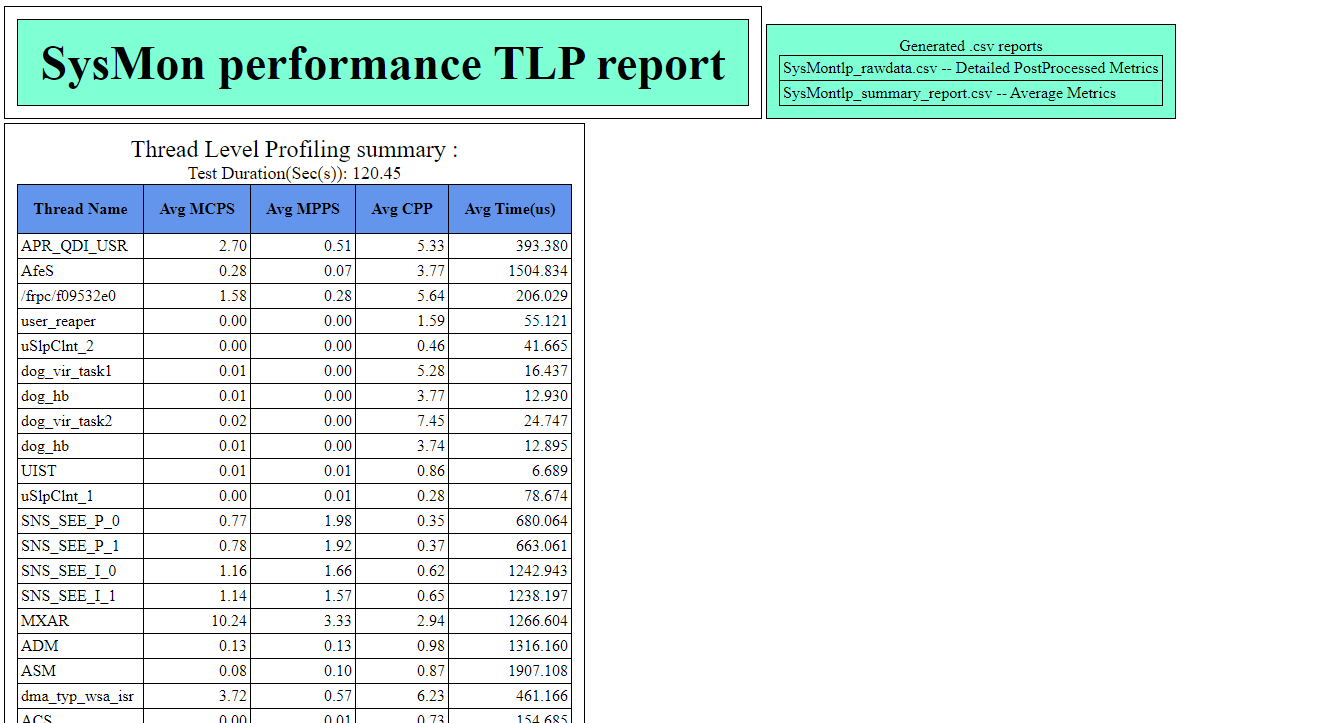 SysMon performance TLP report
Generated .csv reports
SysMontlp_rawdata.csv -- Detailed PostProcessed Metrics
SysMontlp_summary_report.csv -- Average Metrics
Thread Level Profiling summary :
Test Duration(Sec(s)): 120.45
Thread Name Avg MCPS Avg MPPS Avg CPP Avg Time(us)
APR_QDI_USR 2.70 0.51 5.33 393.380
AfeS 0.28 0.07 3.77 1504.834
/frpc/f09532e0 1.58 0.28 5.64 206.029
user_reaper 0.00 0.00 1.59 55.121
uSlpClnt_2 0.00 0.00 0.46 41.665
dog_vir_task1 0.01 0.00 5.28 16.437
dog_hb 0.01 0.00 3.77 12.930
dog_vir_task2 0.02 0.00 7.45 24.747
dog_hb 0.01 0.00 3.74 12.895
UIST 0.01 0.01 0.86 6.689
uSlpClnt_1 0.00 0.01 0.28 78.674
SNS_SEE_P_0 0.77 1.98 0.35 680.064
SNS_SEE_P_1 0.78 1.92 0.37 663.061
SNS_SEE_I_0 1.16 1.66 0.62 1242.943
SNS_SEE_I_1 1.14 1.57 0.65 1238.197
MXAR 10.24 3.33 2.94 1266.604
ADM 0.13 0.13 0.98 1316.160
ASM 0.08 0.10 0.87 1907.108
dma_typ_wsa_isr 3.72 0.57 6.23 461.166
ACS 0.00 0.01 0.73 154.685